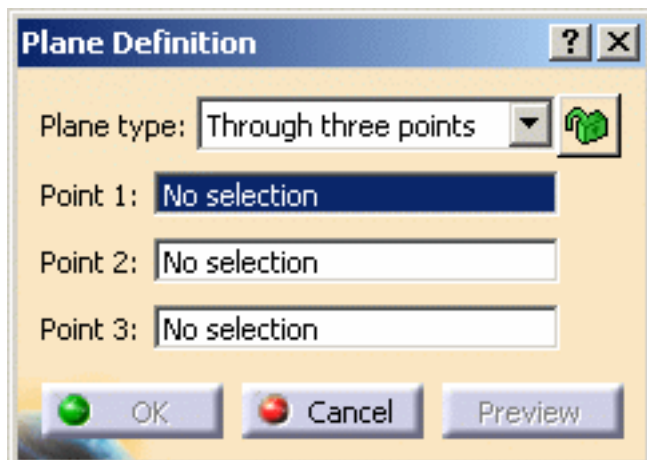 Plane Definition ? X
Plane type: Through three points
Point 1: No selection
Point 2: No selection
Point 3: No selection
OK Cancel Preview